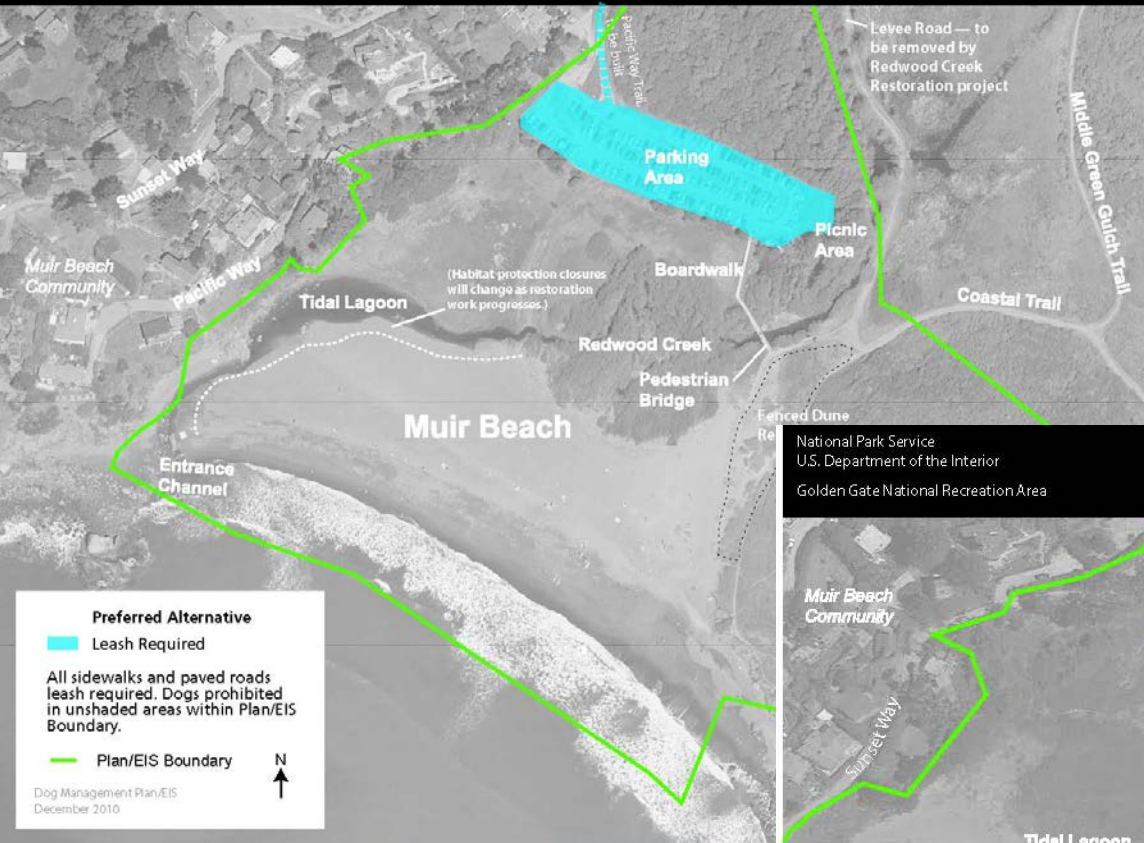 Levee Road — to
be removed by
Redwood Creek
Restoration project
Pacific Way Trail
to be built
Middle Green Gulch Trail
Parking
Area
Sunset Way
Picnic
Area
Muir Beach
Community
Pacific Way
Boardwalk
(Habitat protection closures
will change as restoration
work progresses.)
Tidal Lagoon
Coastal Trail
Redwood Creek
Pedestrian
Bridge
Muir Beach
Fenced Dune
Entrance
Channel
National Park Service
U.S. Department of the Interior
Golden Gate National Recreation Area
Muir Beach
Community
Sunset Way
Tidal Lagoon
Preferred Alternative
Leash Required
All sidewalks and paved roads
leash required. Dogs prohibited
in unshaded areas within Plan/EIS
Boundary.
Plan/EIS Boundary
N
Dog Management Plan/EIS
December 2010